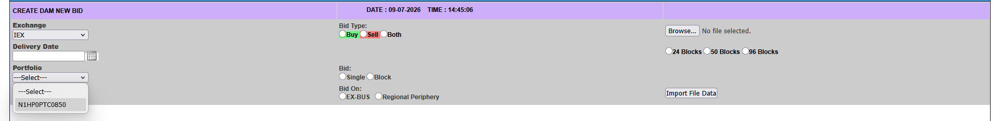 CREATE DAM NEW BID
DATE : 09-07-2026 TIME : 14:45:06
Exchange
IEX
Delivery Date
Portfolio
---Select---
---Select---
N1HP0PTC0850
Bid Type:
Buy Sell Both
Bid:
Single Block
Bid On:
EX-BUS Regional Periphery
Browse... No file selected.
24 Blocks 50 Blocks 96 Blocks
Import File Data